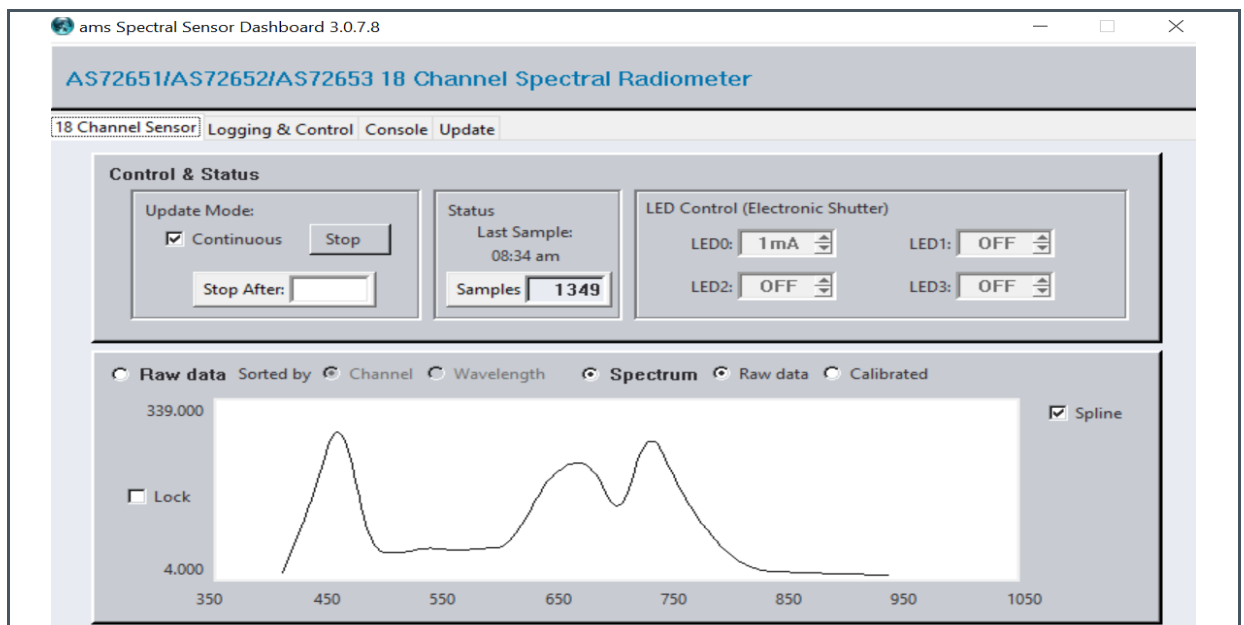 ams Spectral Sensor Dashboard 3.0.7.8
AS72651/AS72652/AS72653 18 Channel Spectral Radiometer
18 Channel Sensor Logging & Control Console Update
Control & Status
Update Mode:
Continuous Stop
Stop After:
Status
Last Sample:
08:34 am
Samples 1349
LED Control (Electronic Shutter)
LED0: 1mA LED1: OFF
LED2: OFF LED3: OFF
Raw data Sorted by Channel Wavelength Spectrum Raw data Calibrated
339.000
Spline
Lock
4.000
350 450 550 650 750 850 950 1050